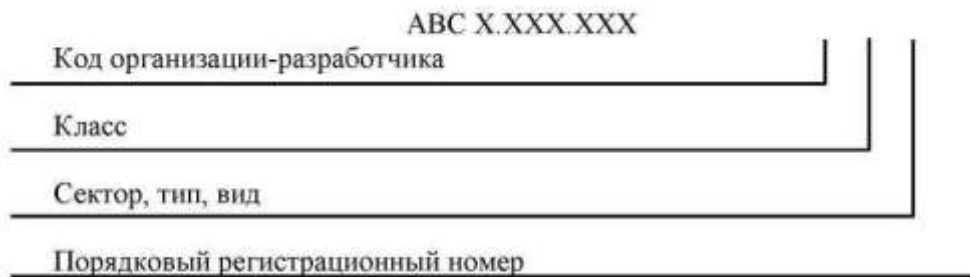 АВС Х.ХХХ.ХХХ
Код организации-разработчика
Класс
Сектор, тип, вид
Порядковый регистрационный номер